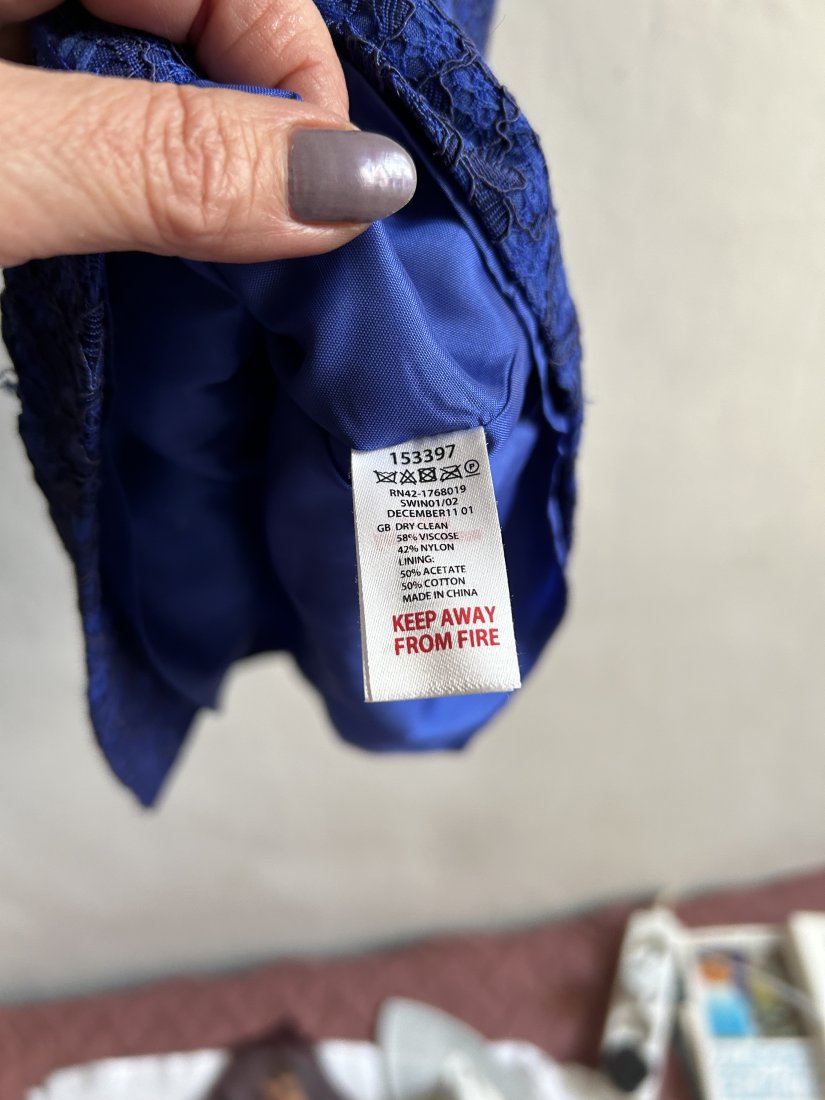 153397
P
RN42-1768019
SWIN01/02
DECEMBER11 01
GB DRY CLEAN
58% VISCOSE
42% NYLON
LINING:
50% ACETATE
50% COTTON
MADE IN CHINA
KEEP AWAY
FROM FIRE